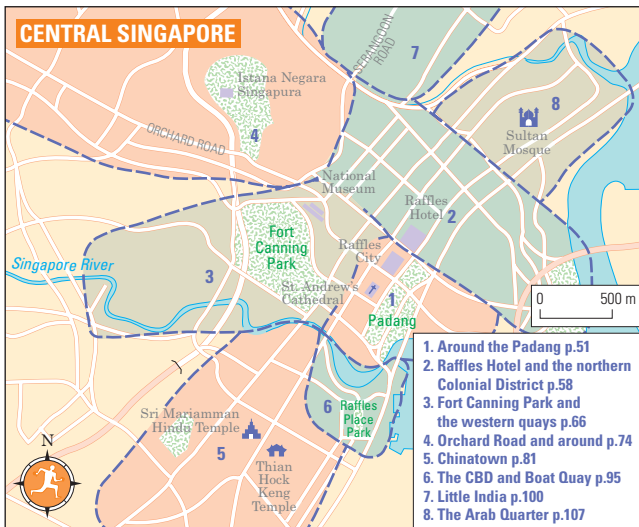 CENTRAL SINGAPORE
SERANGOON
ROAD
7
Istana Negara
Singapura
8
Sultan
Mosque
ORCHARD ROAD
4
National
Museum
Raffles
Hotel
2
Fort
Canning
Park
Raffles
City
Singapore River
3
St. Andrew's
Cathedral
1
Padang
0 500 m
6
Raffles
Place
Park
Sri Mariamman
Hindu Temple
5
Thian
Hock
Keng
Temple
N
1. Around the Padang p.51
2. Raffles Hotel and the northern
Colonial District p.58
3. Fort Canning Park and
the western quays p.66
4. Orchard Road and around p.74
5. Chinatown p.81
6. The CBD and Boat Quay p.95
7. Little India p.100
8. The Arab Quarter p.107